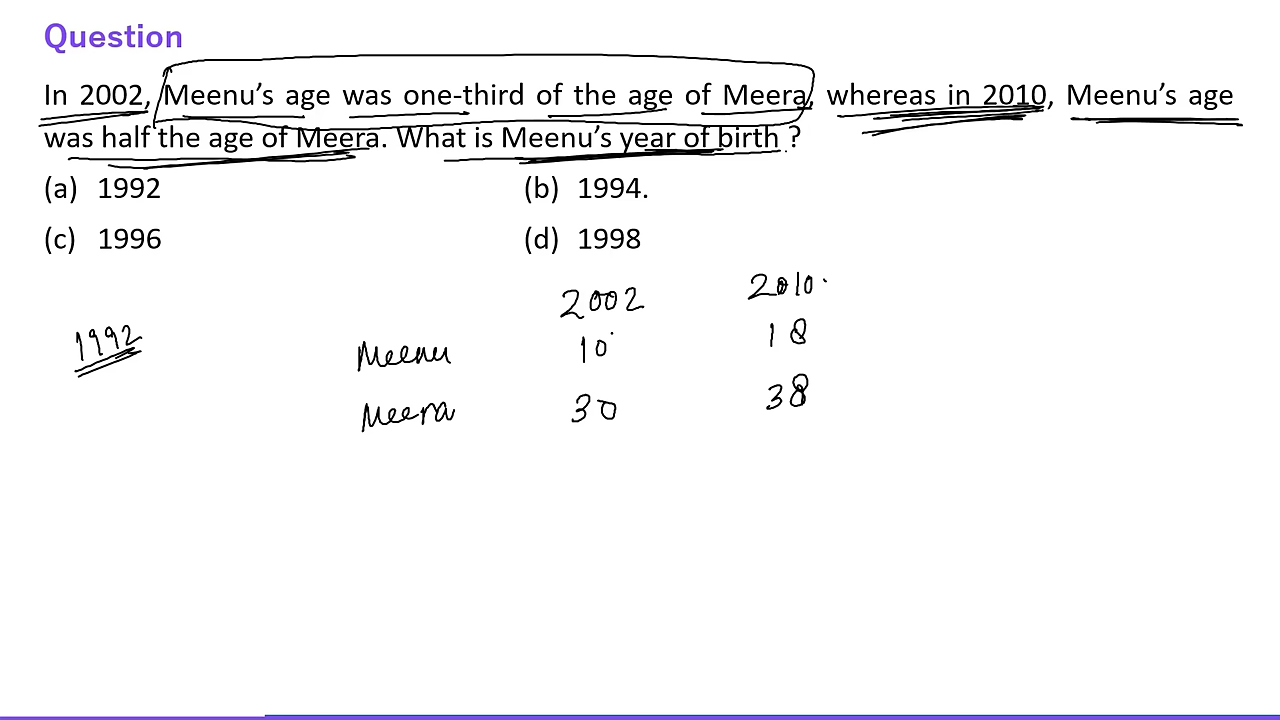 Question
In 2002, Meenu’s age was one-third of the age of Meera, whereas in 2010, Meenu’s age
was half the age of Meera. What is Meenu’s year of birth ?
(a) 1992 (b) 1994.
(c) 1996 (d) 1998
2002 2010.
1992 Meenu 10 18
Meera 30 38